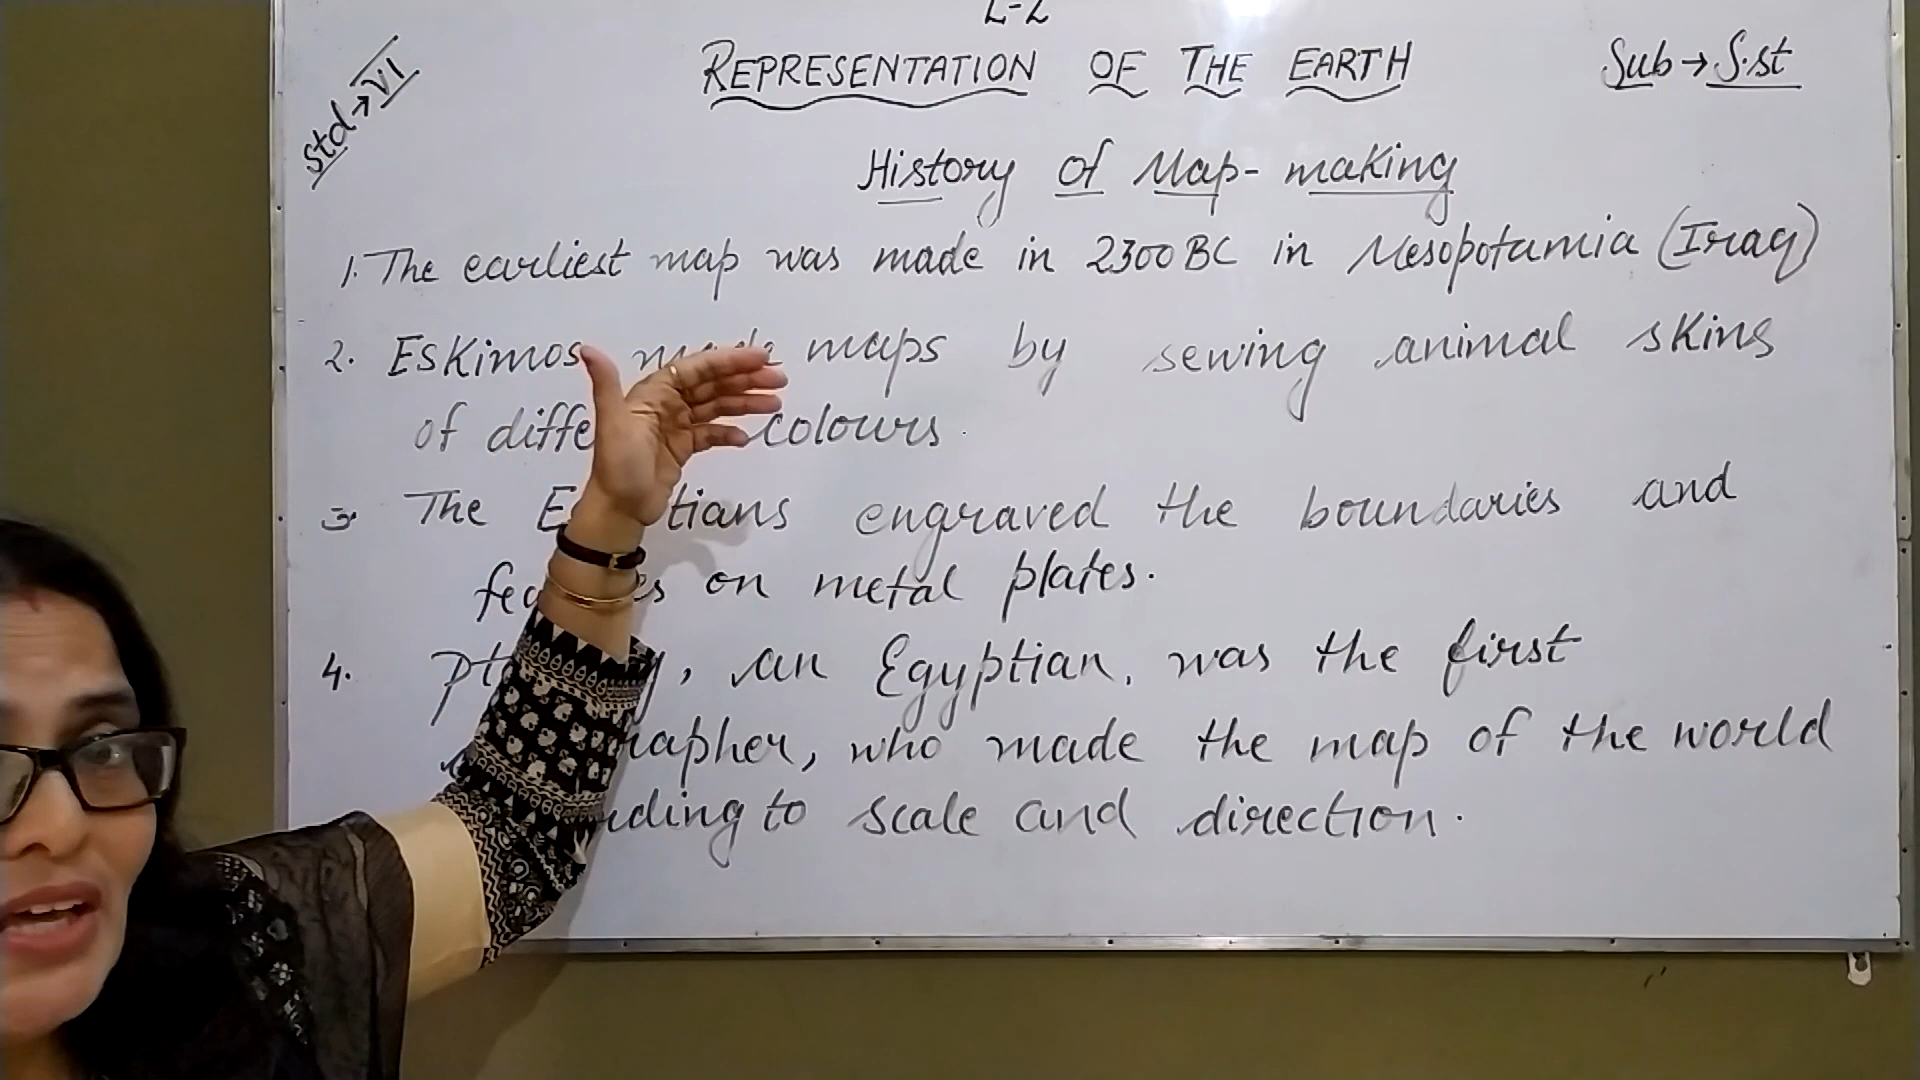 L-2
Std→VI
REPRESENTATION OF THE EARTH
Sub→S.st
History of Map-making
1. The earliest map was made in 2300 BC in Mesopotamia (Iraq)
2. Eskimos made maps by sewing animal skins
of colours.
3. The engraved the boundaries and
on metal plates.
4. , an Egyptian, was the first
, who made the map of the world
to scale and direction.